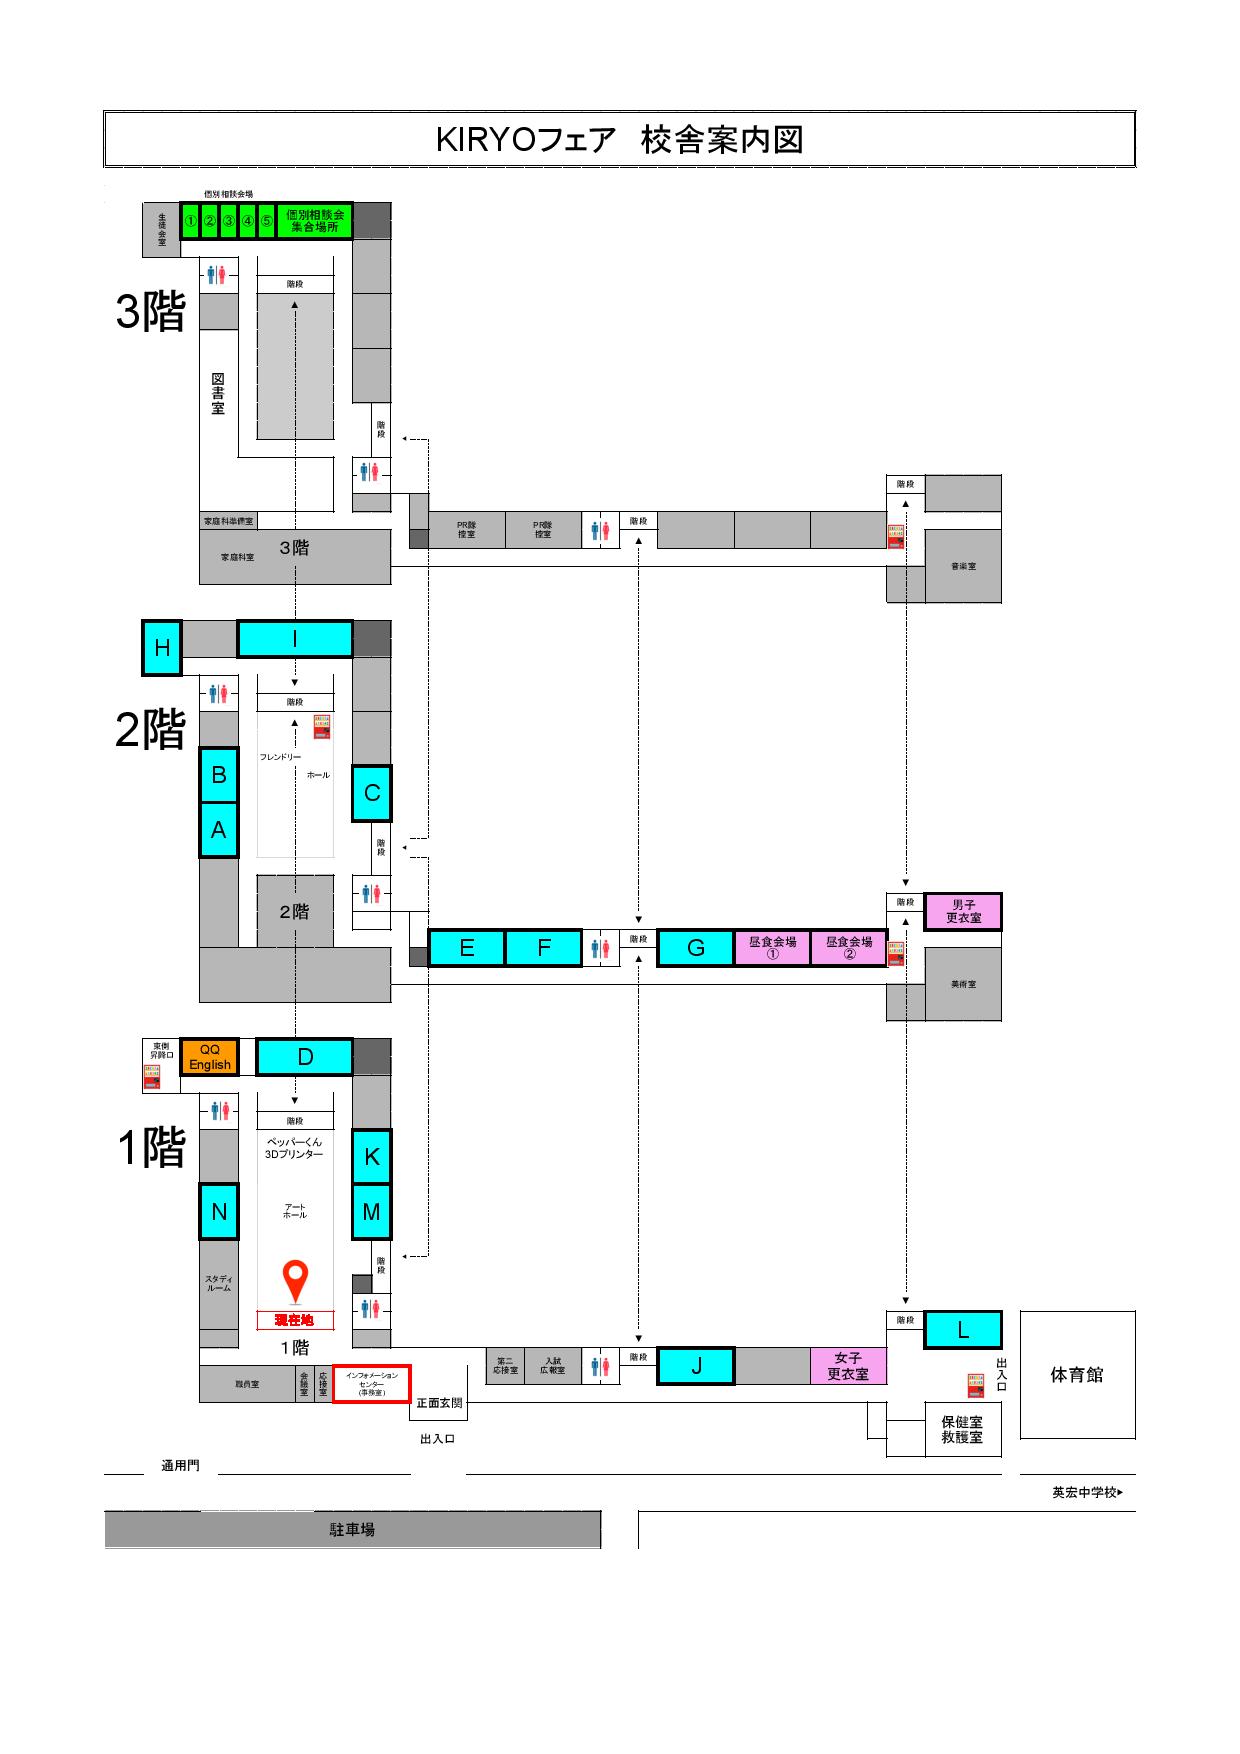 KIRYOフェア　校舎案内図
個別相談会場
生徒会室
①
②
③
④
⑤
個別相談会
集合場所
階段
3階
図書室
階段
階段
家庭科準備室
家庭科室
3階
PR隊
控室
PR隊
控室
階段
音楽室
H
I
階段
2階
フレンドリー
ホール
B
C
A
階段
2階
階段
男子
更衣室
E
F
階段
G
昼食会場
①
昼食会場
②
美術室
東側
昇降口
QQ
English
D
階段
1階
ペッパーくん
3Dプリンター
K
N
アート
ホール
M
階段
スタディ
ルーム
現在地
1階
階段
L
第二
応接室
入試
広報室
階段
J
女子
更衣室
出入口
体育館
職員室
会議室
応接室
インフォメーション
センター
(事務室)
正面玄関
保健室
救護室
出入口
通用門
英宏中学校▶
駐車場